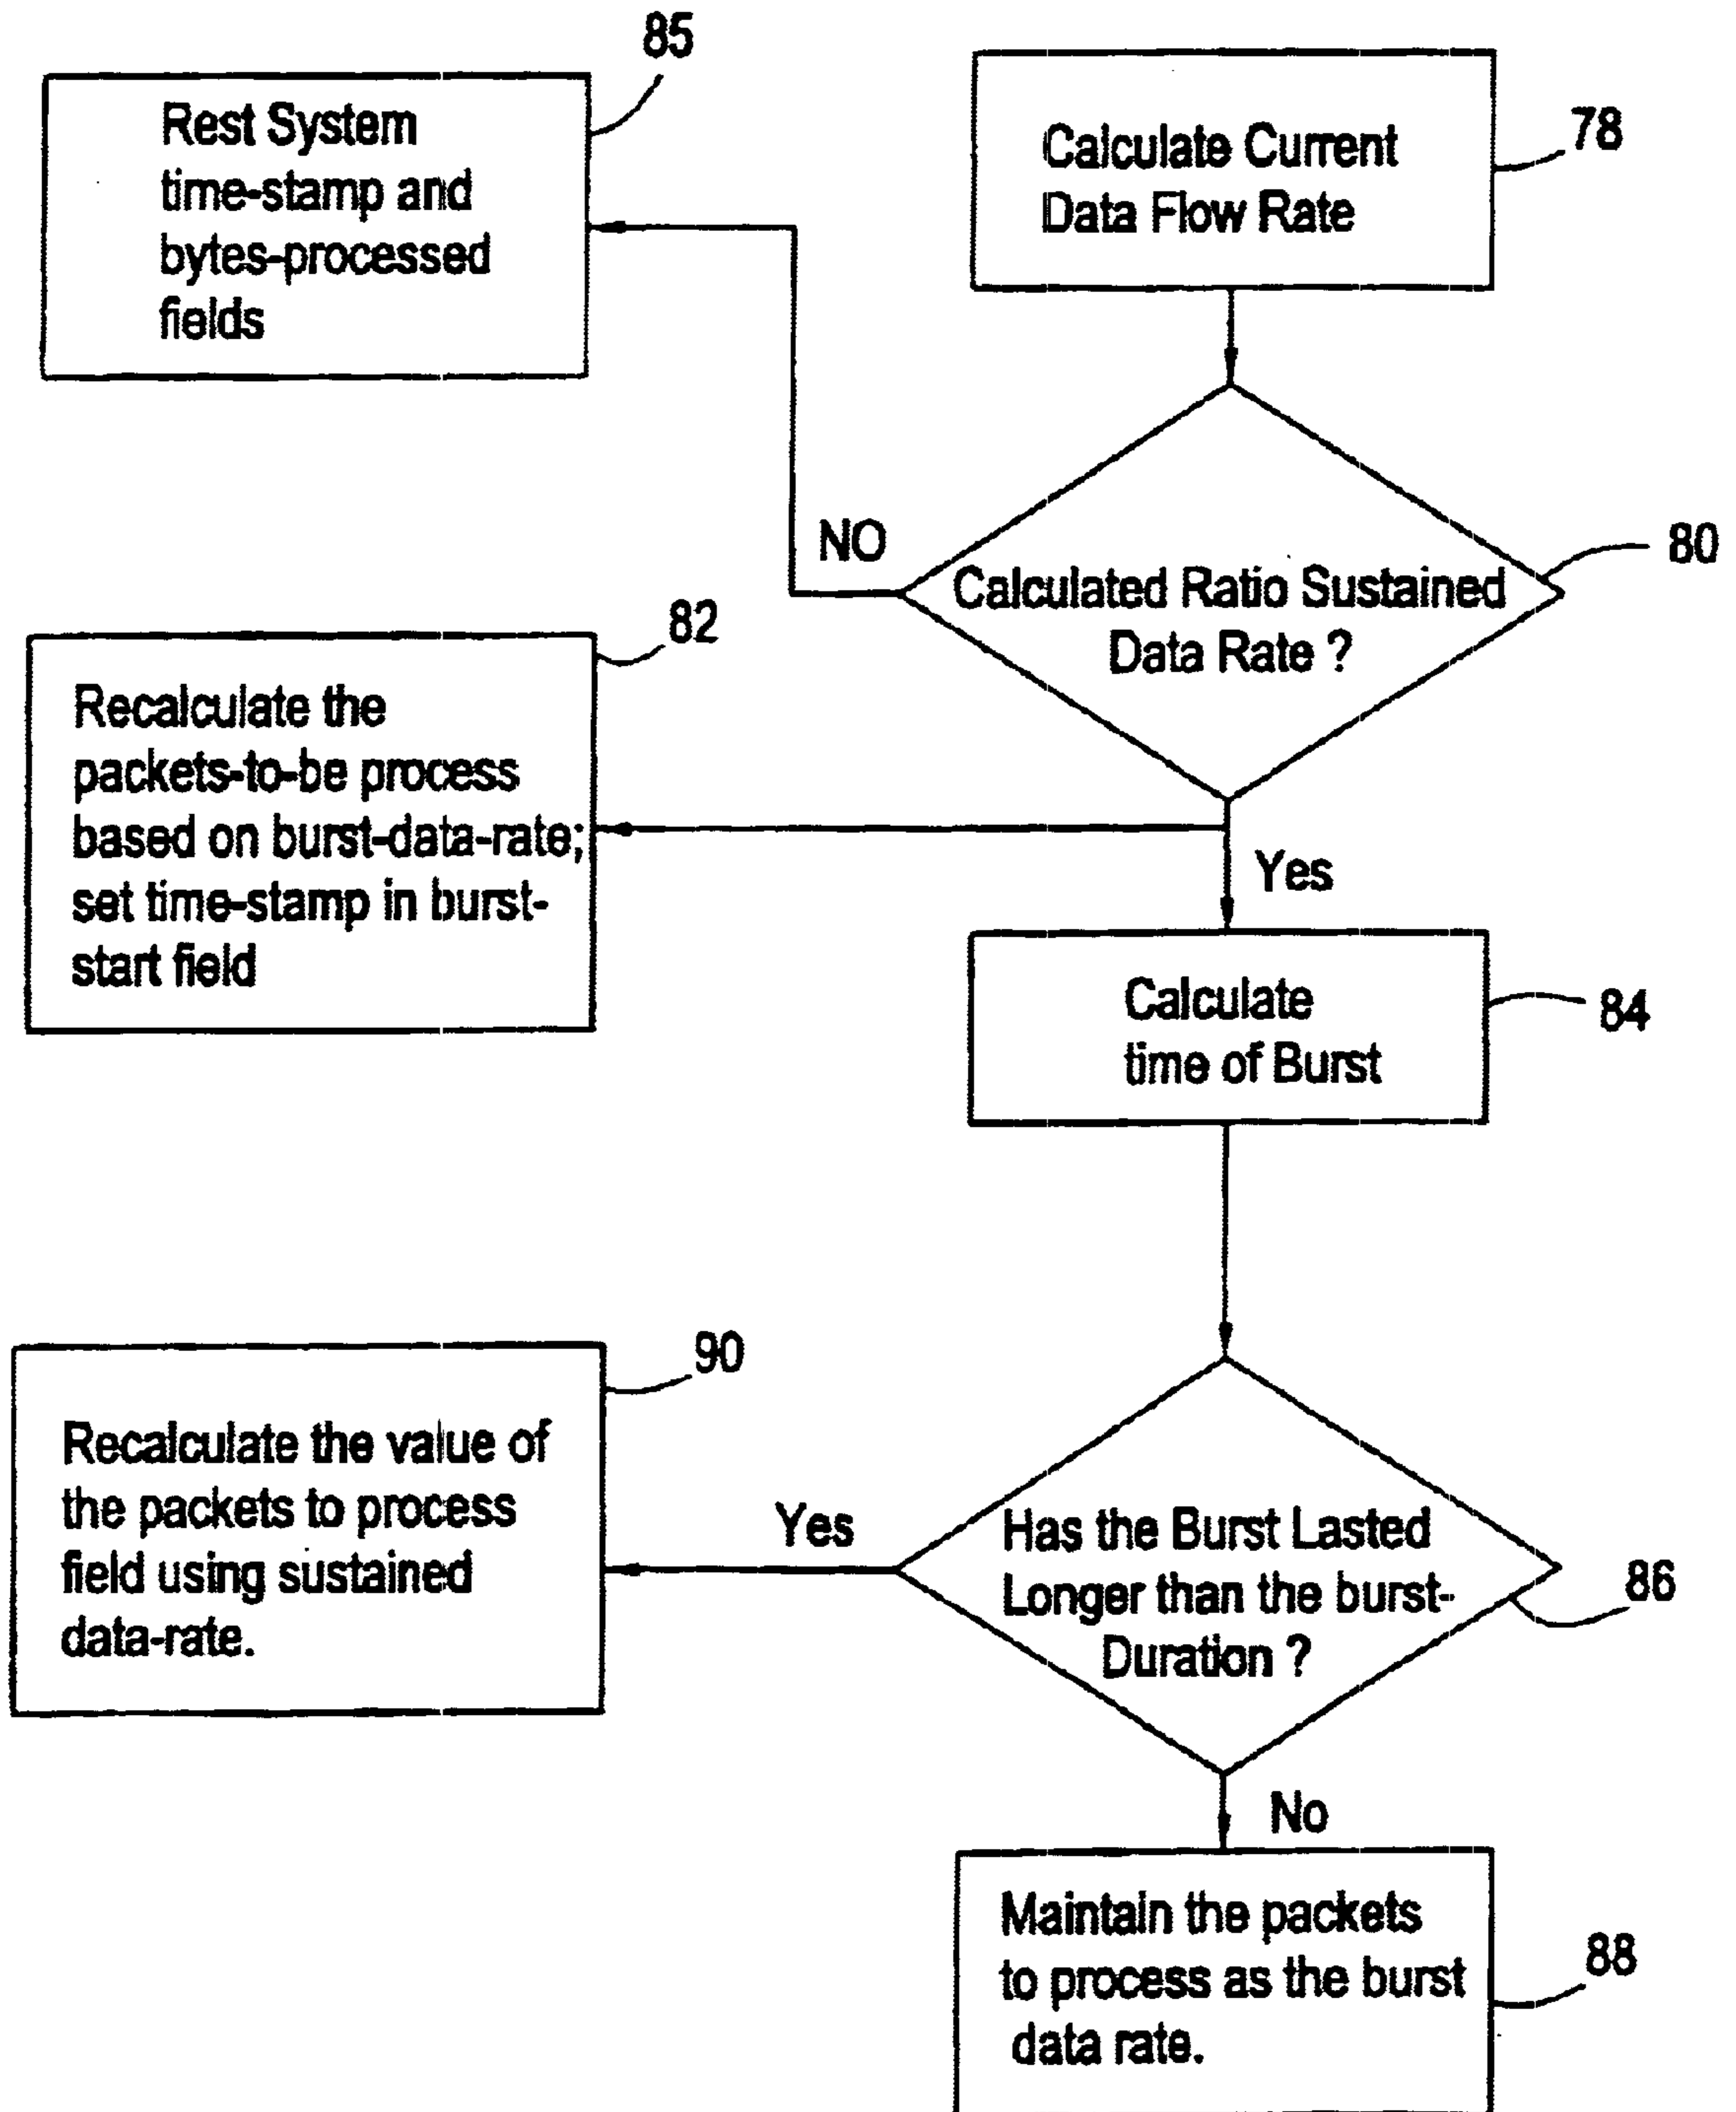 85
Rest System
time-stamp and
bytes-processed
fields
Calculate Current
Data Flow Rate
78
NO
Calculated Ratio Sustained
Data Rate ?
80
82
Recalculate the
packets-to-be process
based on burst-data-rate;
set time-stamp in burst-
start field
Yes
Calculate
time of Burst
84
90
Recalculate the value of
the packets to process
field using sustained
data-rate.
Yes
Has the Burst Lasted
Longer than the burst-
Duration ?
86
No
Maintain the packets
to process as the burst
data rate.
88